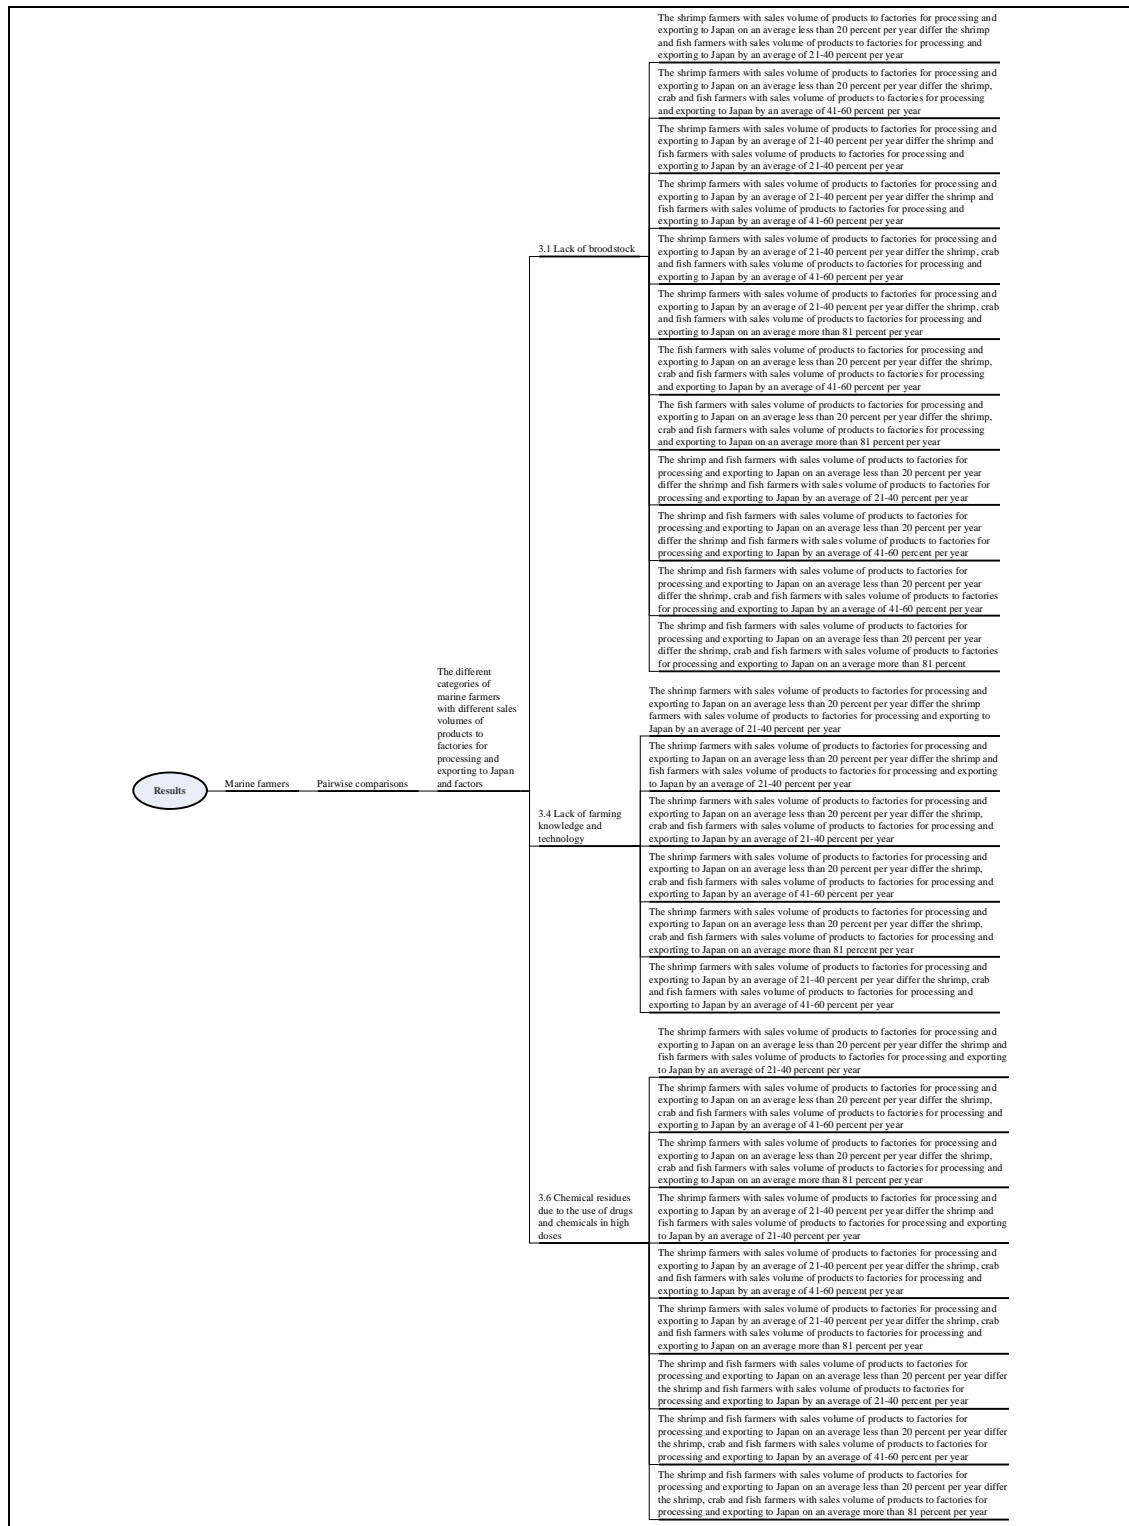 Results
Marine farmers
Pairwise comparisons
The different
categories of
marine farmers
with different sales
volumes of
products to
factories for
processing and
exporting to Japan
and factors
3.1 Lack of broodstock
The shrimp farmers with sales volume of products to factories for processing and
exporting to Japan on an average less than 20 percent per year differ the shrimp
and fish farmers with sales volume of products to factories for processing and
exporting to Japan by an average of 21-40 percent per year
The shrimp farmers with sales volume of products to factories for processing and
exporting to Japan on an average less than 20 percent per year differ the shrimp,
crab and fish farmers with sales volume of products to factories for processing
and exporting to Japan by an average of 41-60 percent per year
The shrimp farmers with sales volume of products to factories for processing and
exporting to Japan by an average of 21-40 percent per year differ the shrimp and
fish farmers with sales volume of products to factories for processing and
exporting to Japan by an average of 21-40 percent per year
The shrimp farmers with sales volume of products to factories for processing and
exporting to Japan by an average of 21-40 percent per year differ the shrimp and
fish farmers with sales volume of products to factories for processing and
exporting to Japan by an average of 41-60 percent per year
The shrimp farmers with sales volume of products to factories for processing and
exporting to Japan by an average of 21-40 percent per year differ the shrimp, crab
and fish farmers with sales volume of products to factories for processing and
exporting to Japan by an average of 41-60 percent per year
The shrimp farmers with sales volume of products to factories for processing and
exporting to Japan by an average of 21-40 percent per year differ the shrimp, crab
and fish farmers with sales volume of products to factories for processing and
exporting to Japan on an average more than 81 percent per year
The fish farmers with sales volume of products to factories for processing and
exporting to Japan on an average less than 20 percent per year differ the shrimp,
crab and fish farmers with sales volume of products to factories for processing
and exporting to Japan by an average of 41-60 percent per year
The fish farmers with sales volume of products to factories for processing and
exporting to Japan on an average less than 20 percent per year differ the shrimp,
crab and fish farmers with sales volume of products to factories for processing
and exporting to Japan on an average more than 81 percent per year
The shrimp and fish farmers with sales volume of products to factories for
processing and exporting to Japan on an average less than 20 percent per year
differ the shrimp and fish farmers with sales volume of products to factories for
processing and exporting to Japan by an average of 21-40 percent per year
The shrimp and fish farmers with sales volume of products to factories for
processing and exporting to Japan on an average less than 20 percent per year
differ the shrimp and fish farmers with sales volume of products to factories for
processing and exporting to Japan by an average of 41-60 percent per year
The shrimp and fish farmers with sales volume of products to factories for
processing and exporting to Japan on an average less than 20 percent per year
differ the shrimp, crab and fish farmers with sales volume of products to factories
for processing and exporting to Japan by an average of 41-60 percent per year
The shrimp and fish farmers with sales volume of products to factories for
processing and exporting to Japan on an average less than 20 percent per year
differ the shrimp, crab and fish farmers with sales volume of products to factories
for processing and exporting to Japan on an average more than 81 percent
3.4 Lack of farming
knowledge and
technology
The shrimp farmers with sales volume of products to factories for processing and
exporting to Japan on an average less than 20 percent per year differ the shrimp
farmers with sales volume of products to factories for processing and exporting to
Japan by an average of 21-40 percent per year
The shrimp farmers with sales volume of products to factories for processing and
exporting to Japan on an average less than 20 percent per year differ the shrimp and
fish farmers with sales volume of products to factories for processing and exporting
to Japan by an average of 21-40 percent per year
The shrimp farmers with sales volume of products to factories for processing and
exporting to Japan on an average less than 20 percent per year differ the shrimp,
crab and fish farmers with sales volume of products to factories for processing and
exporting to Japan by an average of 21-40 percent per year
The shrimp farmers with sales volume of products to factories for processing and
exporting to Japan on an average less than 20 percent per year differ the shrimp,
crab and fish farmers with sales volume of products to factories for processing and
exporting to Japan by an average of 41-60 percent per year
The shrimp farmers with sales volume of products to factories for processing and
exporting to Japan on an average less than 20 percent per year differ the shrimp,
crab and fish farmers with sales volume of products to factories for processing and
exporting to Japan on an average more than 81 percent per year
The shrimp farmers with sales volume of products to factories for processing and
exporting to Japan by an average of 21-40 percent per year differ the shrimp, crab
and fish farmers with sales volume of products to factories for processing and
exporting to Japan by an average of 41-60 percent per year
3.6 Chemical residues
due to the use of drugs
and chemicals in high
doses
The shrimp farmers with sales volume of products to factories for processing and
exporting to Japan on an average less than 20 percent per year differ the shrimp and
fish farmers with sales volume of products to factories for processing and exporting
to Japan by an average of 21-40 percent per year
The shrimp farmers with sales volume of products to factories for processing and
exporting to Japan on an average less than 20 percent per year differ the shrimp,
crab and fish farmers with sales volume of products to factories for processing and
exporting to Japan by an average of 41-60 percent per year
The shrimp farmers with sales volume of products to factories for processing and
exporting to Japan on an average less than 20 percent per year differ the shrimp,
crab and fish farmers with sales volume of products to factories for processing and
exporting to Japan on an average more than 81 percent per year
The shrimp farmers with sales volume of products to factories for processing and
exporting to Japan by an average of 21-40 percent per year differ the shrimp and
fish farmers with sales volume of products to factories for processing and exporting
to Japan by an average of 21-40 percent per year
The shrimp farmers with sales volume of products to factories for processing and
exporting to Japan by an average of 21-40 percent per year differ the shrimp, crab
and fish farmers with sales volume of products to factories for processing and
exporting to Japan by an average of 41-60 percent per year
The shrimp farmers with sales volume of products to factories for processing and
exporting to Japan by an average of 21-40 percent per year differ the shrimp, crab
and fish farmers with sales volume of products to factories for processing and
exporting to Japan on an average more than 81 percent per year
The shrimp and fish farmers with sales volume of products to factories for
processing and exporting to Japan on an average less than 20 percent per year differ
the shrimp and fish farmers with sales volume of products to factories for
processing and exporting to Japan by an average of 21-40 percent per year
The shrimp and fish farmers with sales volume of products to factories for
processing and exporting to Japan on an average less than 20 percent per year differ
the shrimp, crab and fish farmers with sales volume of products to factories for
processing and exporting to Japan by an average of 41-60 percent per year
The shrimp and fish farmers with sales volume of products to factories for
processing and exporting to Japan on an average less than 20 percent per year differ
the shrimp, crab and fish farmers with sales volume of products to factories for
processing and exporting to Japan on an average more than 81 percent per year